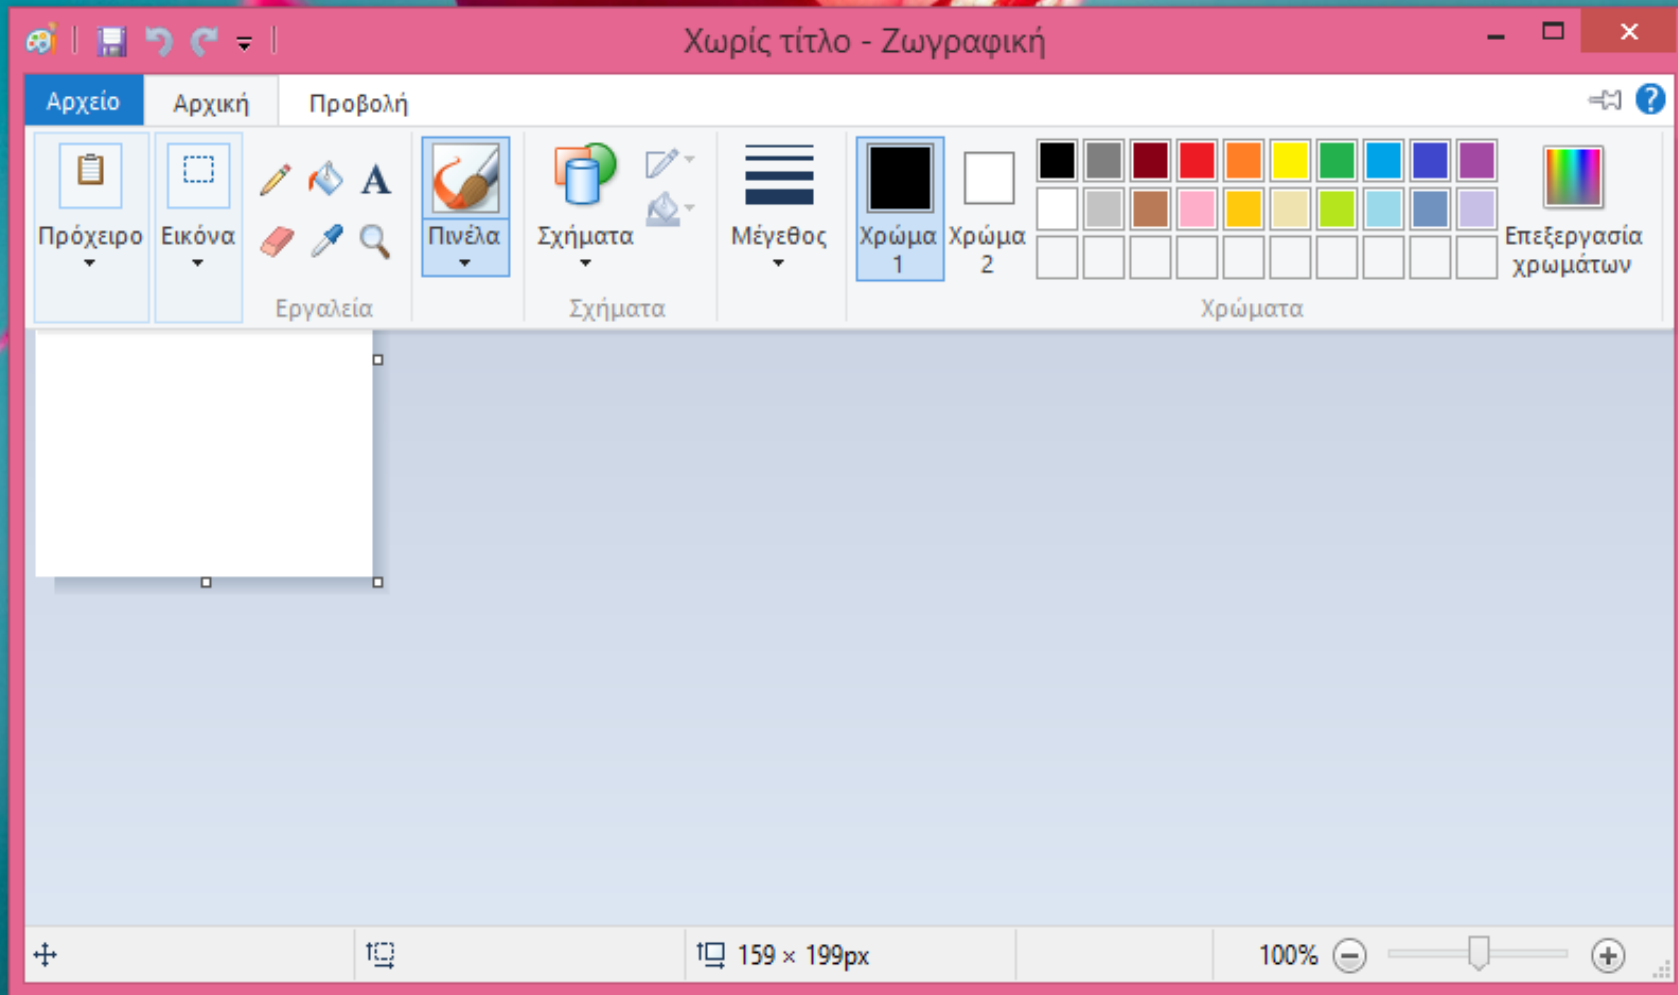 Χωρίς τίτλο - Ζωγραφική
Αρχείο Αρχική Προβολή
Πρόχειρο Εικόνα Πινέλα Σχήματα Μέγεθος Χρώμα 1 Χρώμα 2 Επεξεργασία χρωμάτων
Εργαλεία Σχήματα Χρώματα
159 × 199px 100%